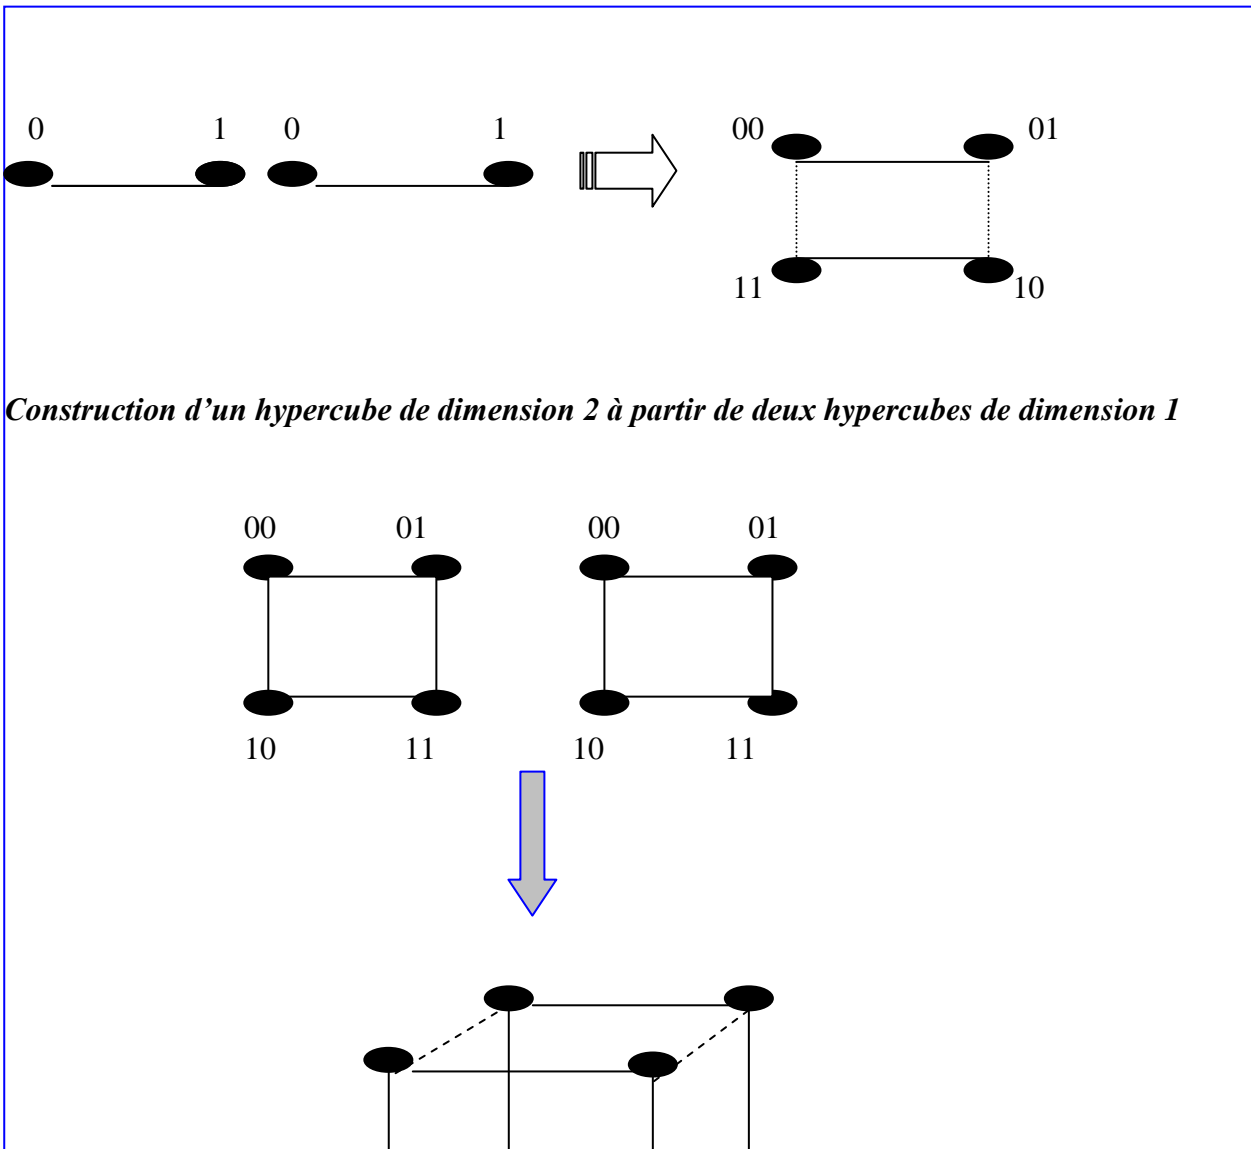 0 1 0 1 00 01
11 10
Construction d’un hypercube de dimension 2 à partir de deux hypercubes de dimension 1
00 01 00 01
10 11 10 11